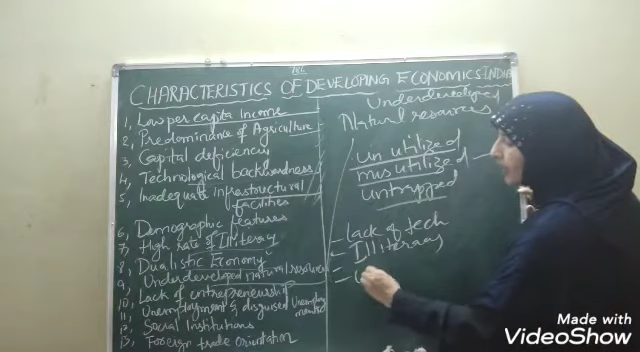 CHARACTERISTICS OF DEVELOPING ECONOMICS INDIA
1, Low per capita Income
2, Predominance of Agriculture
3, Capital deficiency
4, Technological backwardness
5, Inadequate Infrastructural
facilities
6, Demographic features
7, High rate of Illiteracy
8, Dualistic Economy
9, Underdeveloped natural resources
10, Lack of entrepreneurship
11, Unemployment & disguised Unemploy
ment
12, Social Institutions
13, Foreign trade orientation
Underdeveloped
Natural resources
un utilized
mis utilized
untapped
- Lack of tech
- Illiteracy
Made with
VideoShow